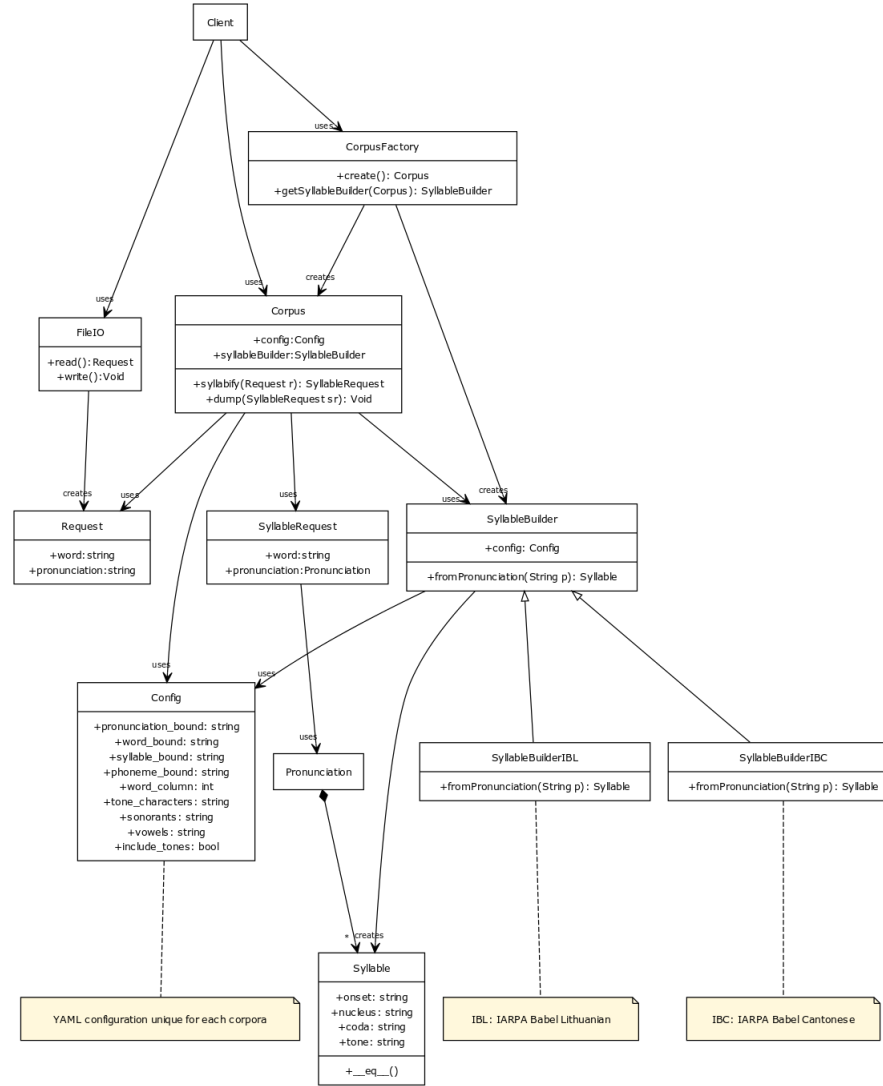 Client
uses
CorpusFactory
+create(): Corpus
+getSyllableBuilder(Corpus): SyllableBuilder
uses
uses
creates
Corpus
+config:Config
+syllableBuilder:SyllableBuilder
+syllabify(Request r): SyllableRequest
+dump(SyllableRequest sr): Void
FileIO
+read():Request
+write():Void
creates
uses
uses
uses
creates
Request
+word:string
+pronunciation:string
SyllableRequest
+word:string
+pronunciation:Pronunciation
SyllableBuilder
+config: Config
+fromPronunciation(String p): Syllable
uses
uses
Config
+pronunciation_bound: string
+word_bound: string
+syllable_bound: string
+phoneme_bound: string
+word_column: int
+tone_characters: string
+sonorants: string
+vowels: string
+include_tones: bool
uses
Pronunciation
SyllableBuilderIBL
+fromPronunciation(String p): Syllable
SyllableBuilderIBC
+fromPronunciation(String p): Syllable
* creates
Syllable
+onset: string
+nucleus: string
+coda: string
+tone: string
+__eq__()
YAML configuration unique for each corpora
IBL: IARPA Babel Lithuanian
IBC: IARPA Babel Cantonese